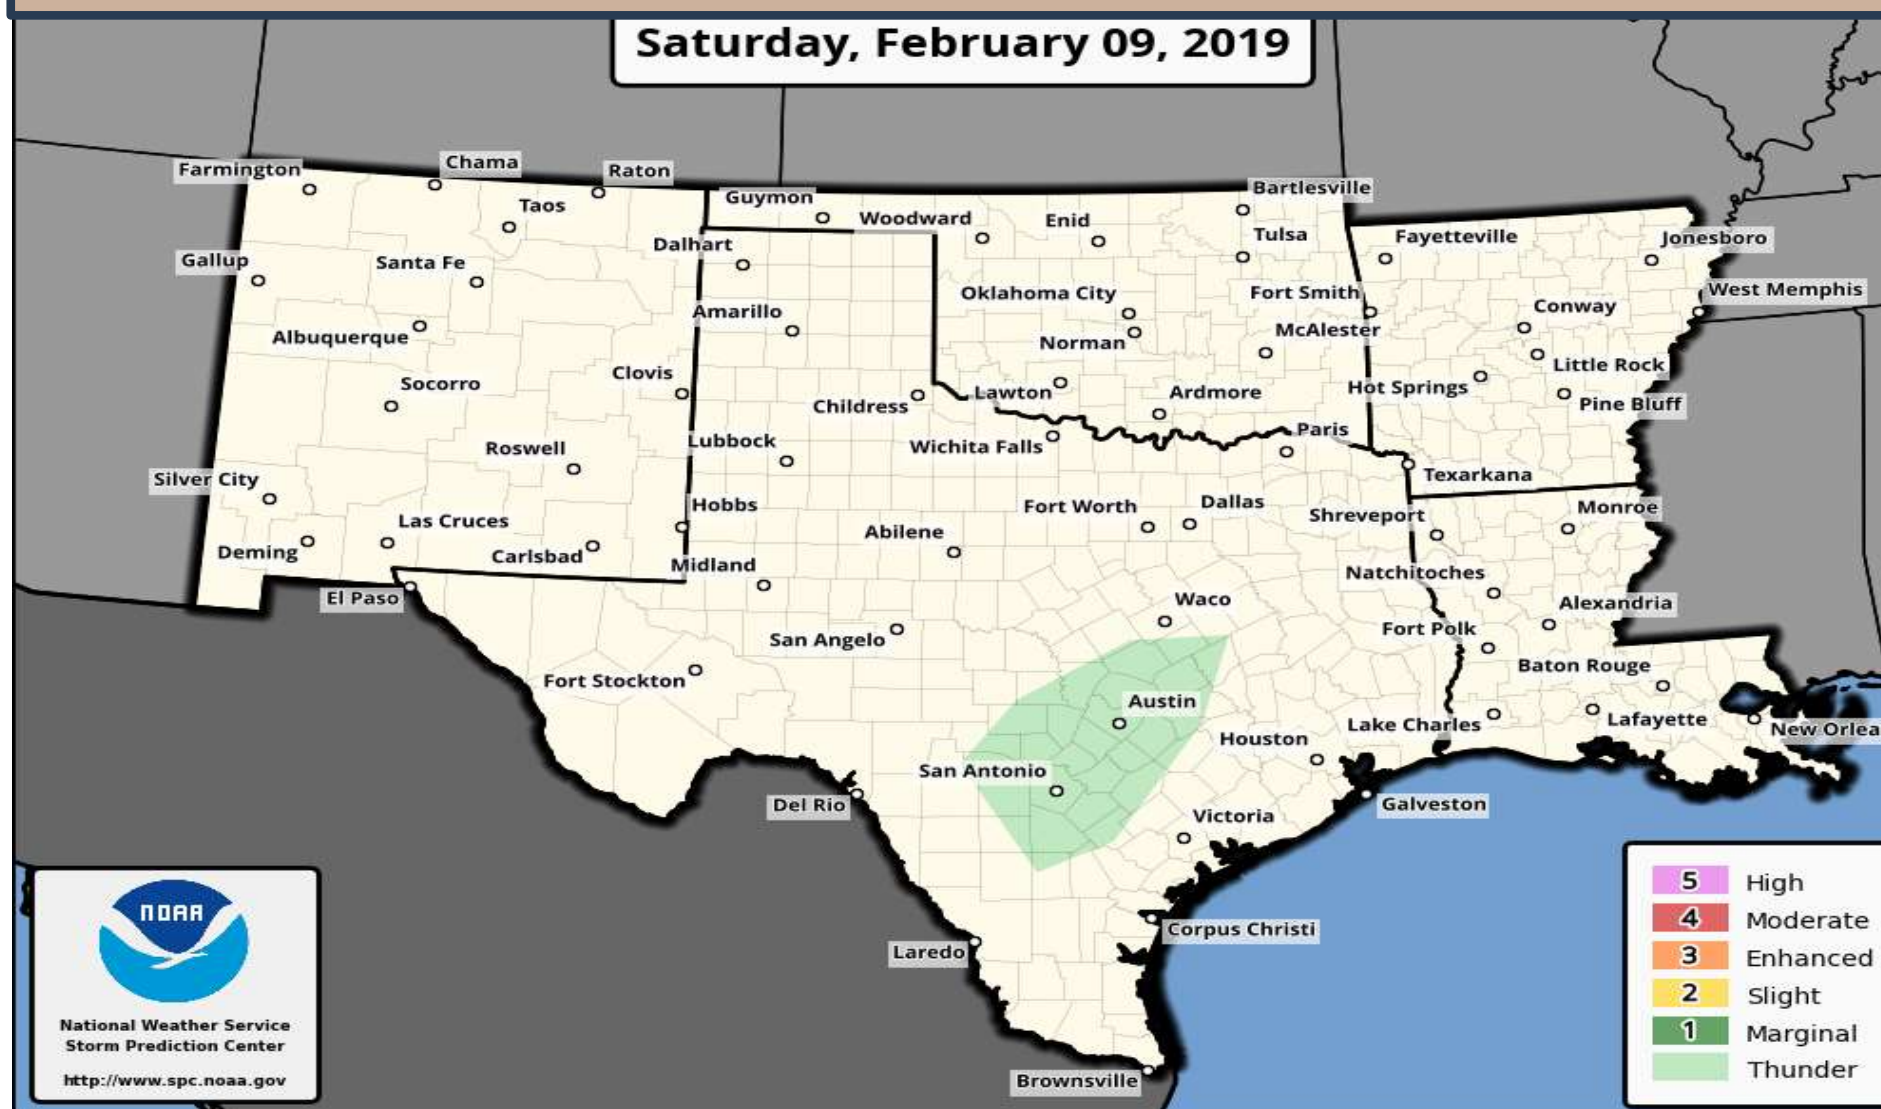 Saturday, February 09, 2019
Farmington
Chama
Raton
Taos
Guymon
Woodward
Enid
Bartlesville
Tulsa
Fayetteville
Jonesboro
Gallup
Santa Fe
Dalhart
Oklahoma City
Fort Smith
West Memphis
Albuquerque
Amarillo
Norman
McAlester
Conway
Socorro
Clovis
Childress
Lawton
Ardmore
Hot Springs
Little Rock
Pine Bluff
Roswell
Lubbock
Wichita Falls
Paris
Texarkana
Silver City
Las Cruces
Hobbs
Fort Worth
Dallas
Shreveport
Monroe
Deming
Carlsbad
Midland
Abilene
Natchitoches
El Paso
Waco
Alexandria
San Angelo
Fort Polk
Fort Stockton
Baton Rouge
Austin
Houston
Lake Charles
Lafayette
New Orlea
San Antonio
Del Rio
Victoria
Galveston
Laredo
Corpus Christi
Brownsville
NOAA
National Weather Service
Storm Prediction Center
http://www.spc.noaa.gov
5 High
4 Moderate
3 Enhanced
2 Slight
1 Marginal
Thunder